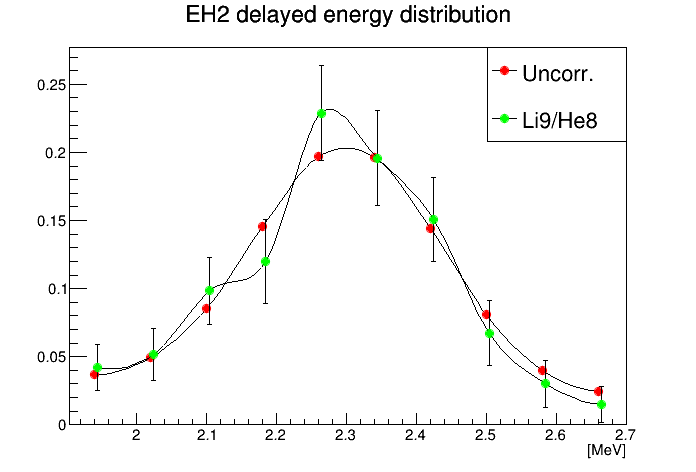 EH2 delayed energy distribution
Uncorr.
Li9/He8
0.25
0.2
0.15
0.1
0.05
0
2 2.1 2.2 2.3 2.4 2.5 2.6 2.7
[MeV]